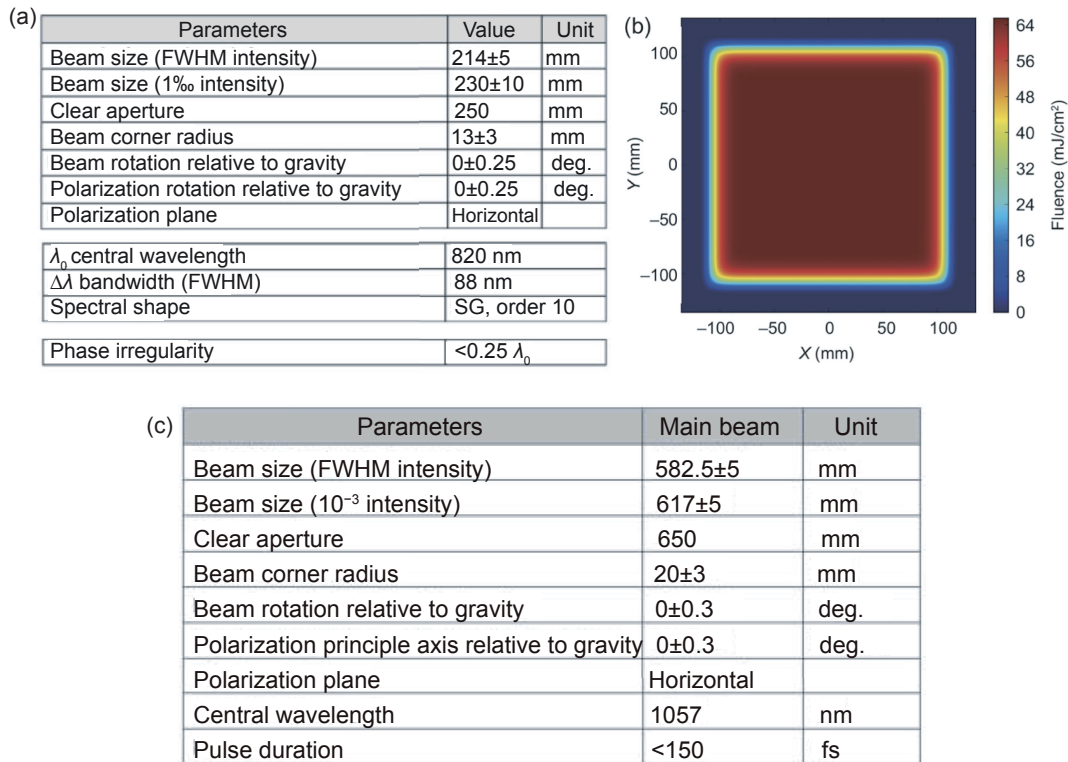 (a)
Parameters Value Unit
Beam size (FWHM intensity) 214±5 mm
Beam size (1‰ intensity) 230±10 mm
Clear aperture 250 mm
Beam corner radius 13±3 mm
Beam rotation relative to gravity 0±0.25 deg.
Polarization rotation relative to gravity 0±0.25 deg.
Polarization plane Horizontal
λ₀ central wavelength 820 nm
Δλ bandwidth (FWHM) 88 nm
Spectral shape SG, order 10
Phase irregularity <0.25 λ₀
(b)
100
50
0
−50
−100
Y (mm)
−100 −50 0 50 100
X (mm)
64
56
48
40
32
24
16
8
0
Fluence (mJ/cm²)
(c)
Parameters Main beam Unit
Beam size (FWHM intensity) 582.5±5 mm
Beam size (10⁻³ intensity) 617±5 mm
Clear aperture 650 mm
Beam corner radius 20±3 mm
Beam rotation relative to gravity 0±0.3 deg.
Polarization principle axis relative to gravity 0±0.3 deg.
Polarization plane Horizontal
Central wavelength 1057 nm
Pulse duration <150 fs